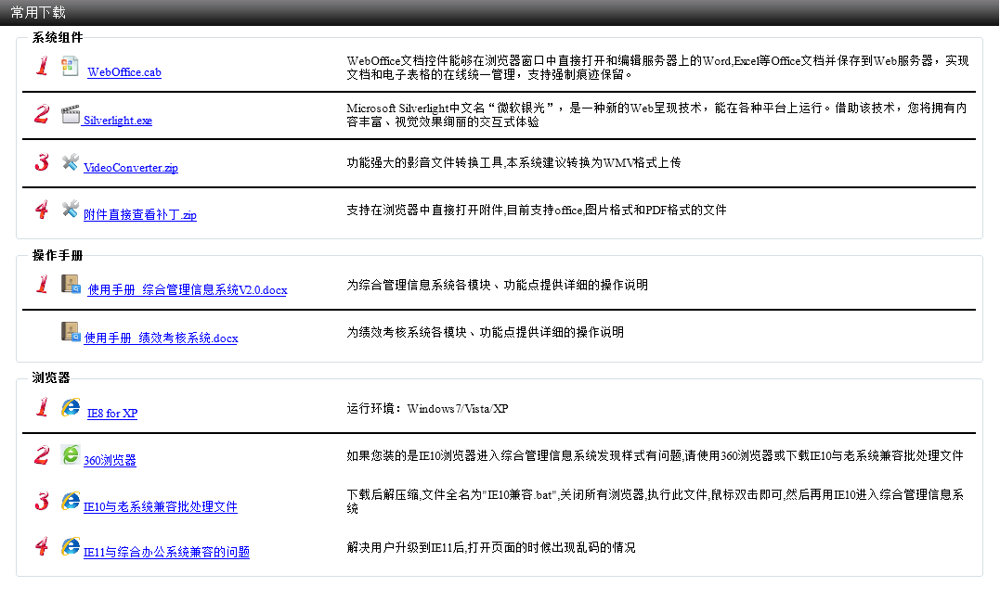 常用下载
系统组件
1 WebOffice.cab
WebOffice文档控件能够在浏览器窗口中直接打开和编辑服务器上的Word,Excel等Office文档并保存到Web服务器，实现
文档和电子表格的在线统一管理，支持强制痕迹保留。
2 Silverlight.exe
Microsoft Silverlight中文名“微软银光”，是一种新的Web呈现技术，能在各种平台上运行。借助该技术，您将拥有内
容丰富、视觉效果绚丽的交互式体验
3 VideoConverter.zip
功能强大的影音文件转换工具,本系统建议转换为WMV格式上传
4 附件直接查看补丁.zip
支持在浏览器中直接打开附件,目前支持office,图片格式和PDF格式的文件
操作手册
1 使用手册_综合管理信息系统V2.0.docx
为综合管理信息系统各模块、功能点提供详细的操作说明
使用手册_绩效考核系统.docx
为绩效考核系统各模块、功能点提供详细的操作说明
浏览器
1 IE8 for XP
运行环境：Windows7/Vista/XP
2 360浏览器
如果您装的是IE10浏览器进入综合管理信息系统发现样式有问题,请使用360浏览器或下载IE10与老系统兼容批处理文件
3 IE10与老系统兼容批处理文件
下载后解压缩,文件全名为"IE10兼容.bat",关闭所有浏览器,执行此文件,鼠标双击即可,然后再用IE10进入综合管理信息系
统
4 IE11与综合办公系统兼容的问题
解决用户升级到IE11后,打开页面的时候出现乱码的情况